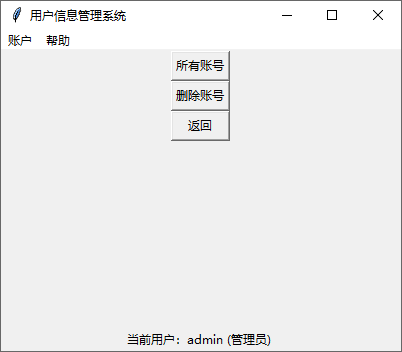 用户信息管理系统
账户 帮助
所有账号
删除账号
返回
当前用户：admin (管理员)